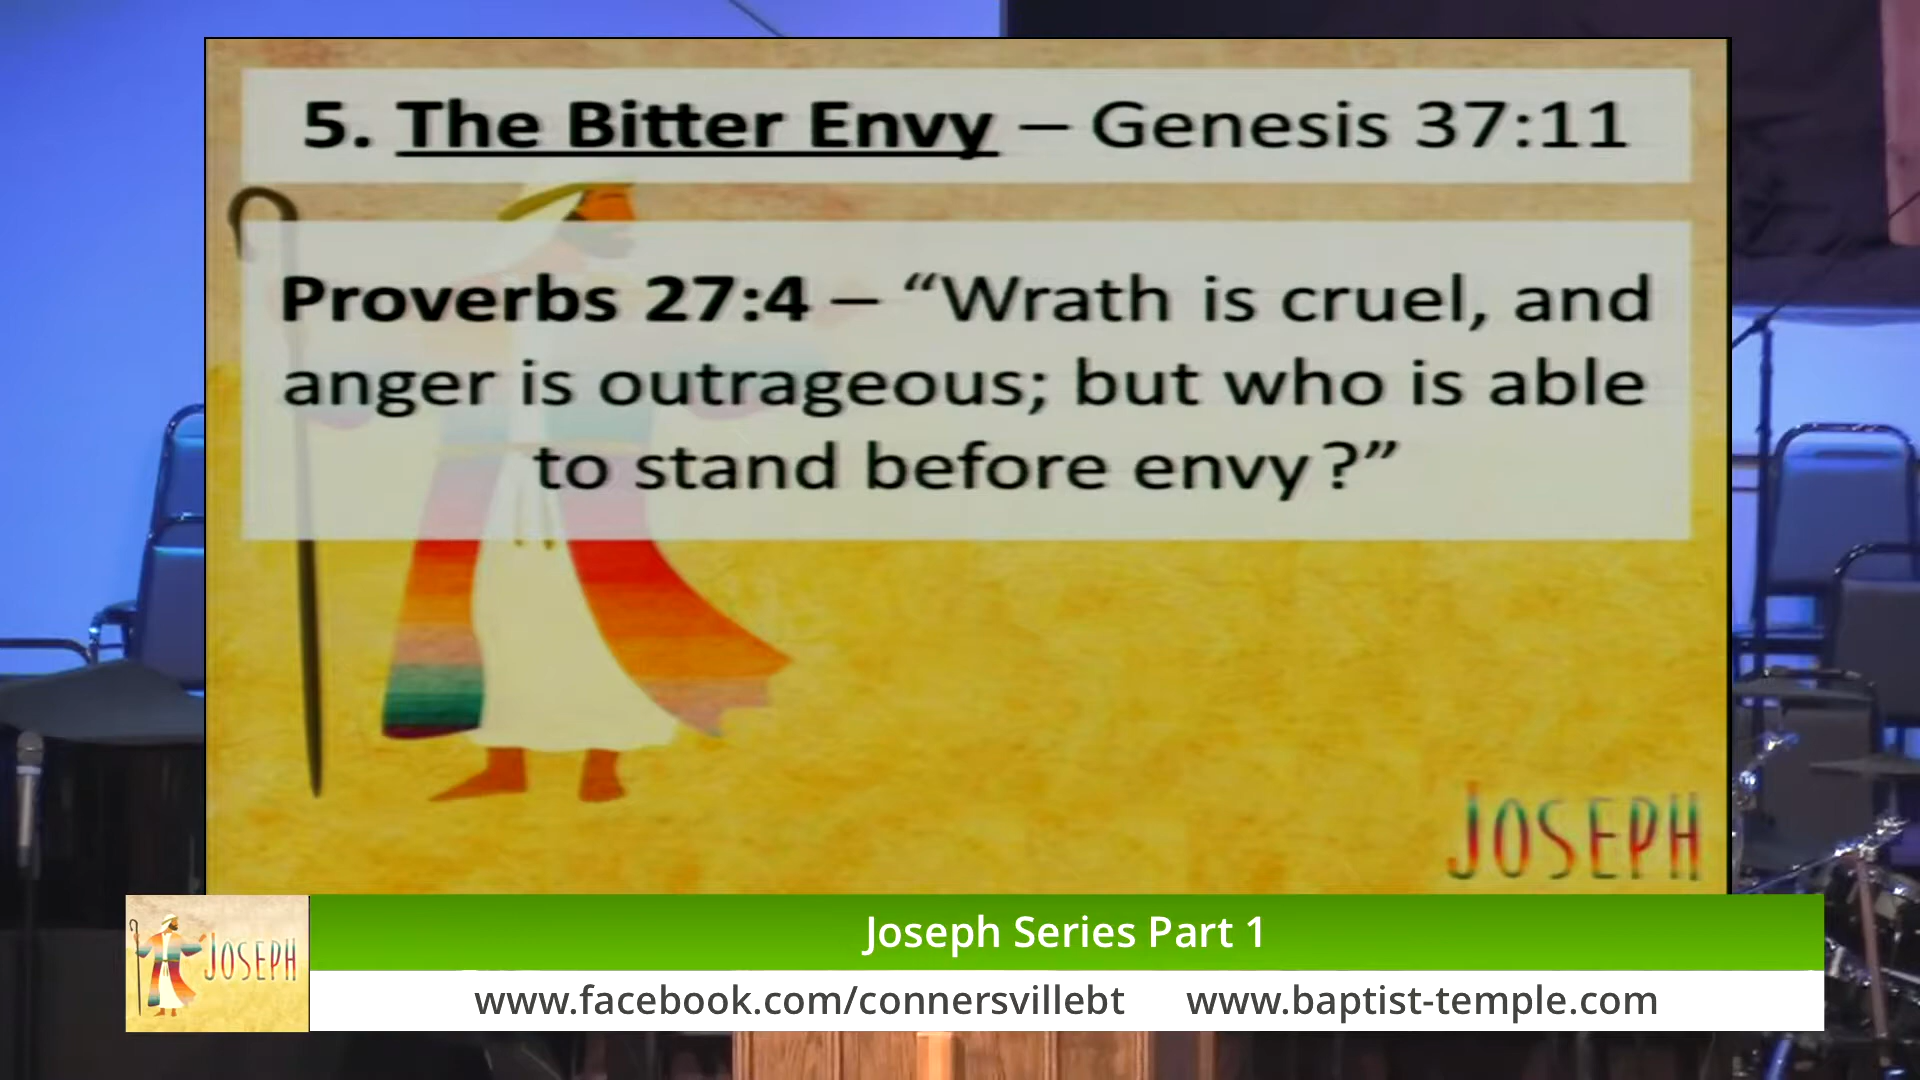 5. The Bitter Envy – Genesis 37:11
Proverbs 27:4 – “Wrath is cruel, and
anger is outrageous; but who is able
to stand before envy?”
JOSEPH
JOSEPH
Joseph Series Part 1
www.facebook.com/connersvillebt www.baptist-temple.com